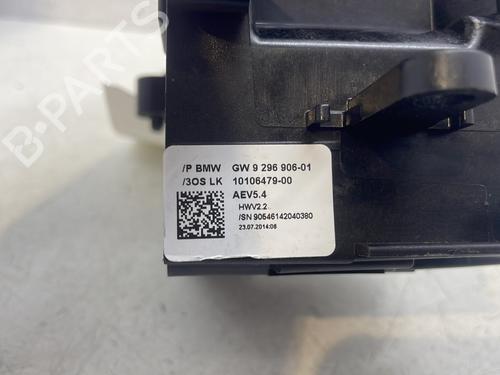 B-PARTS
/P BMW GW 9 296 906-01
/3OS LK 10106479-00
AEV5.4
HWV2.2
/SN 90546142040380
23.07.2014:06